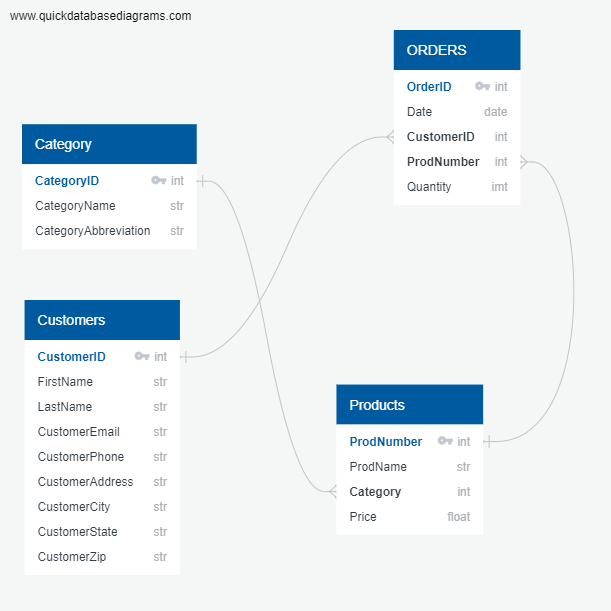 www.quickdatabasediagrams.com
ORDERS
OrderID int
Date date
CustomerID int
ProdNumber int
Quantity imt
Category
CategoryID int
CategoryName str
CategoryAbbreviation str
Customers
CustomerID int
FirstName str
LastName str
CustomerEmail str
CustomerPhone str
CustomerAddress str
CustomerCity str
CustomerState str
CustomerZip str
Products
ProdNumber int
ProdName str
Category int
Price float